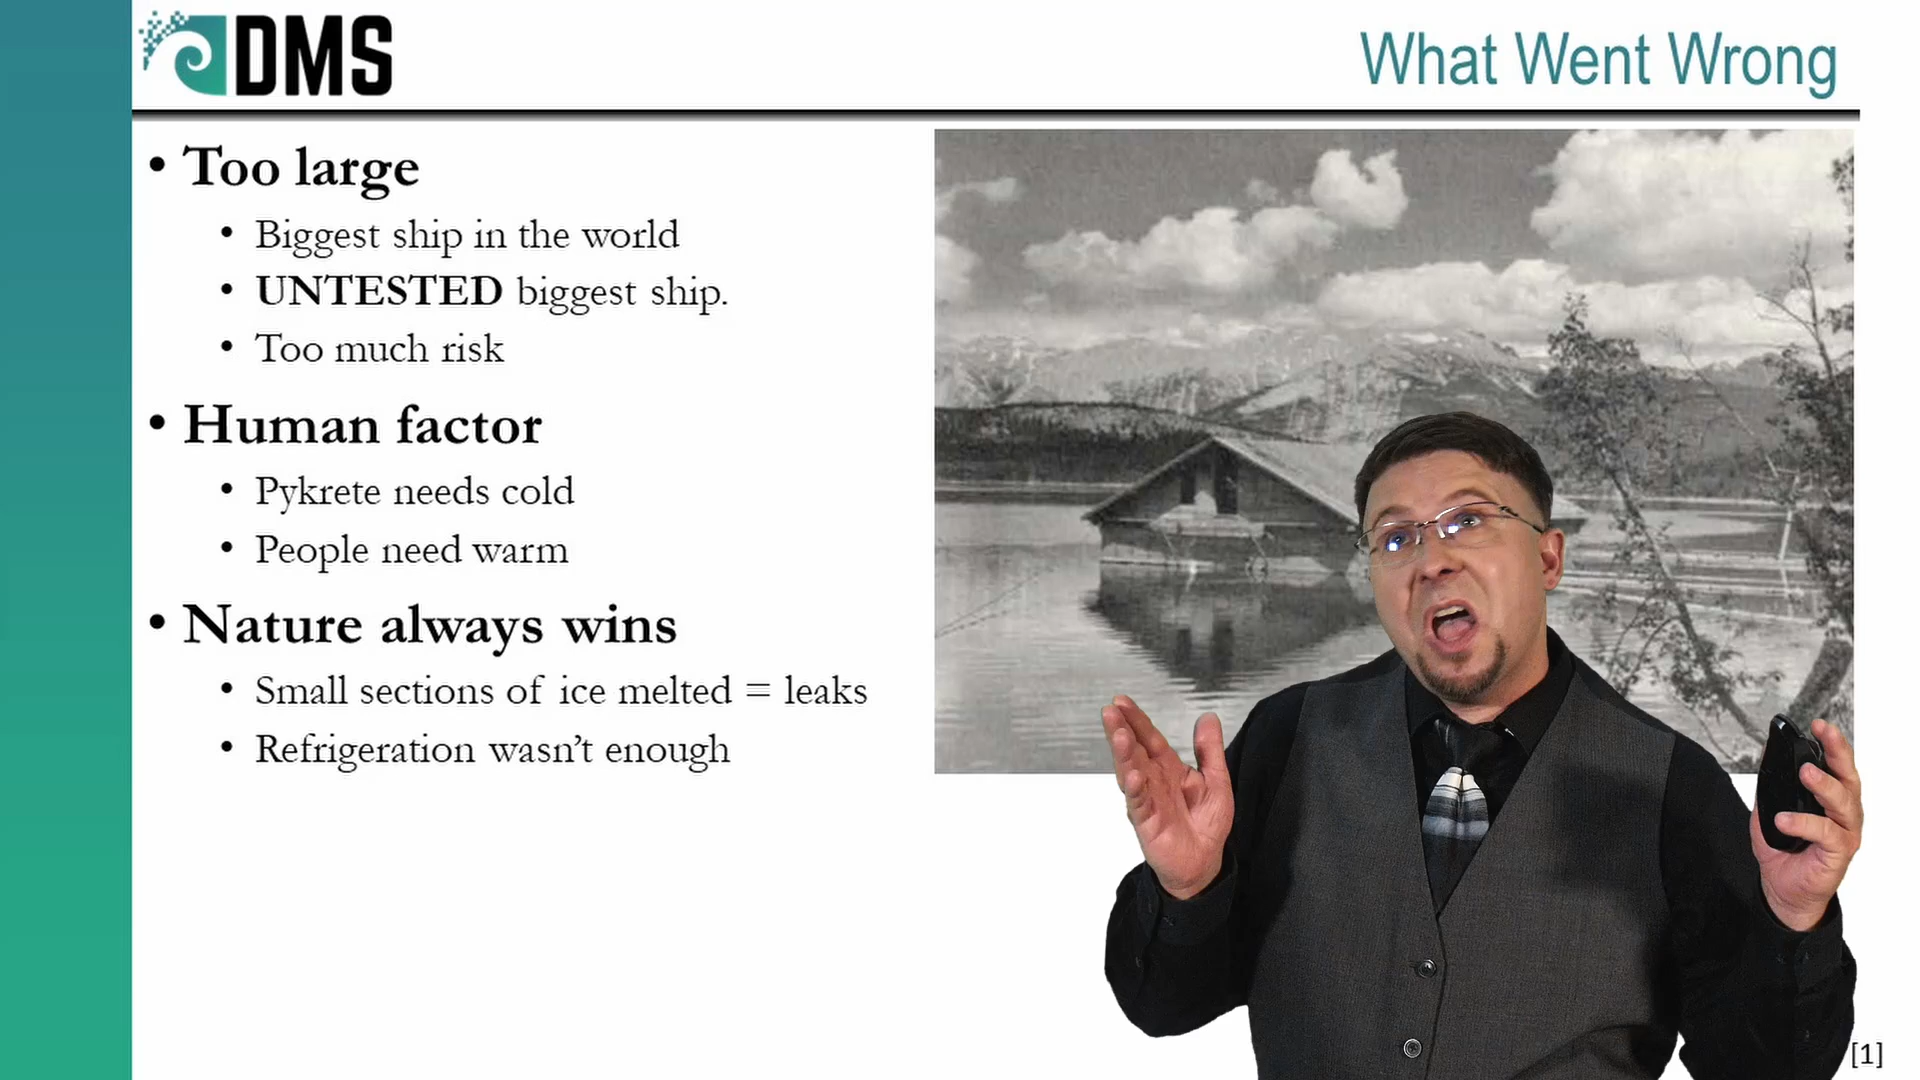 DMS
What Went Wrong
• Too large
• Biggest ship in the world
• UNTESTED biggest ship.
• Too much risk
• Human factor
• Pykrete needs cold
• People need warm
• Nature always wins
• Small sections of ice melted ≡ leaks
• Refrigeration wasn’t enough
[1]